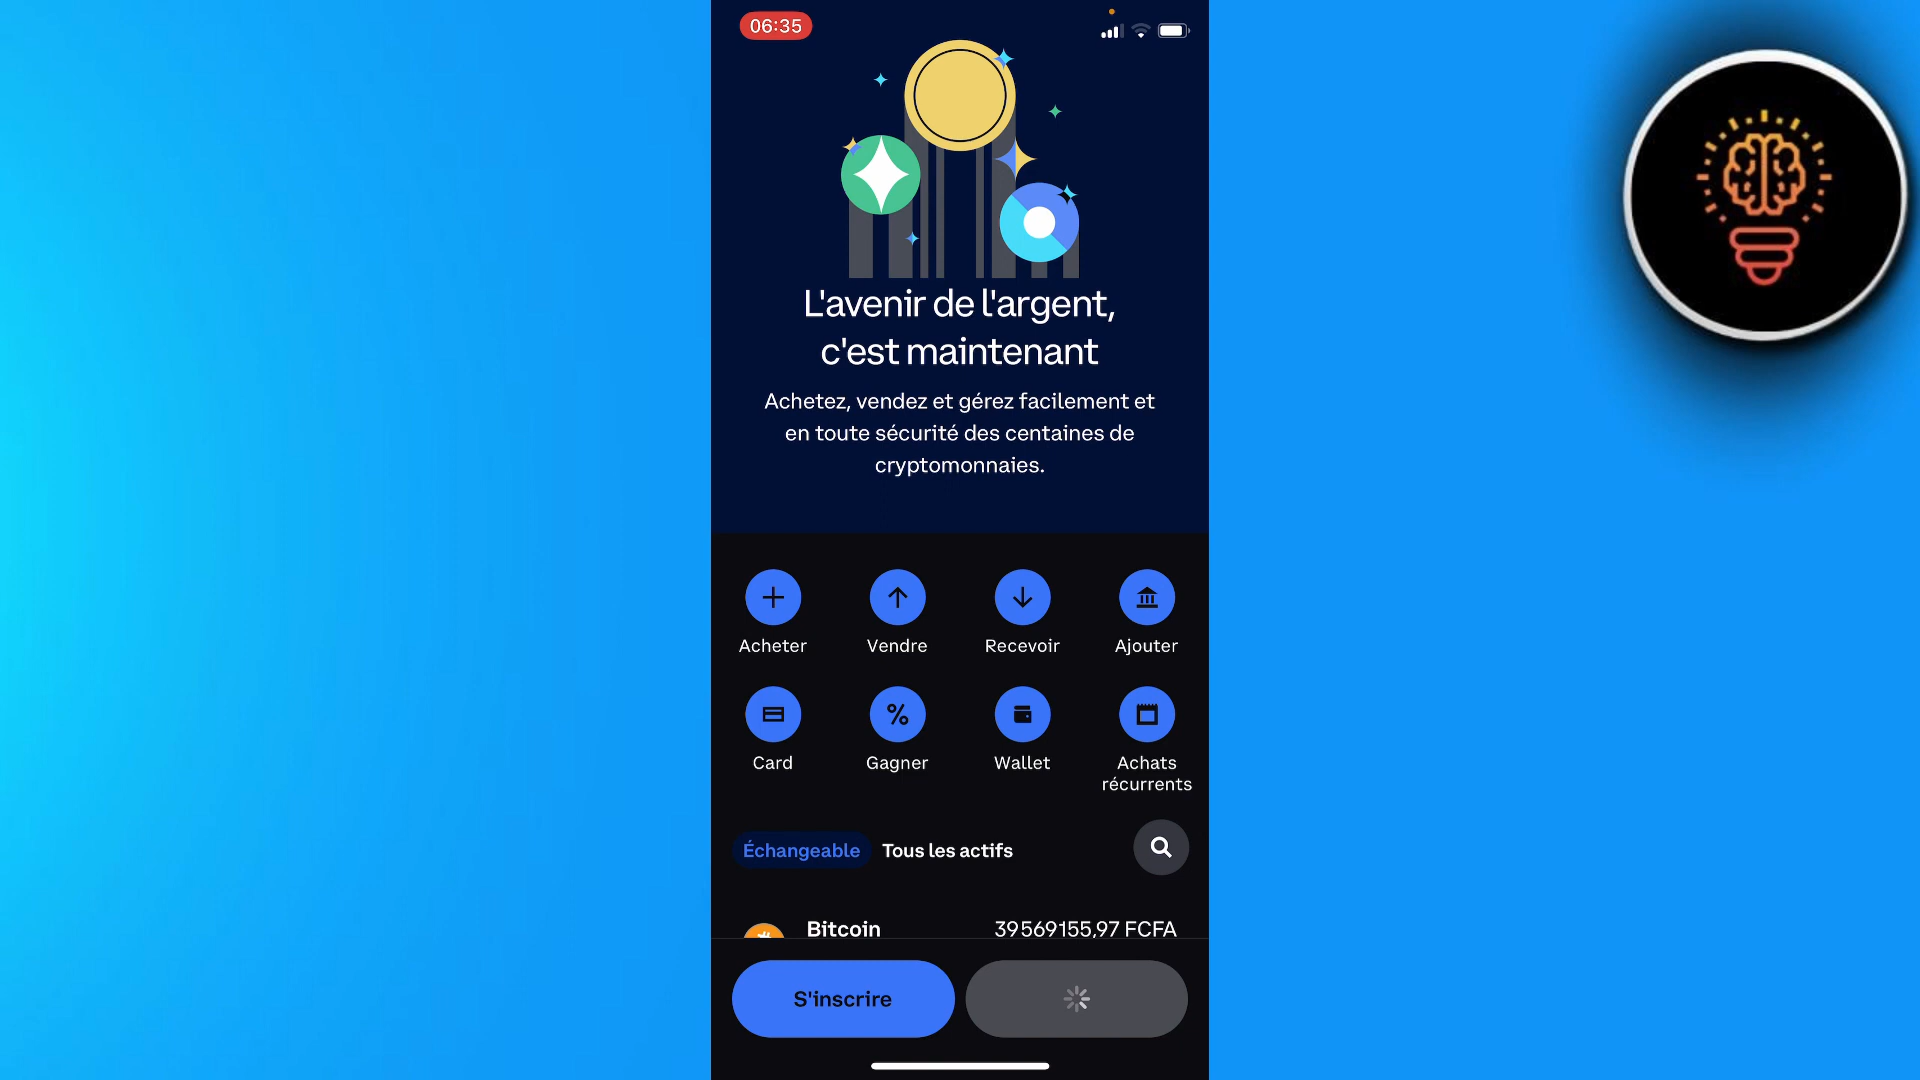 06:35
L'avenir de l'argent,
c'est maintenant
Achetez, vendez et gérez facilement et
en toute sécurité des centaines de
cryptomonnaies.
Acheter
Vendre
Recevoir
Ajouter
Card
Gagner
Wallet
Achats
récurrents
Échangeable
Tous les actifs
Bitcoin
39569155,97 FCFA
S'inscrire